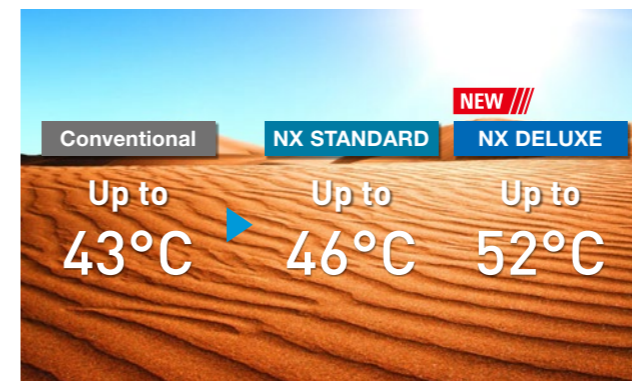 NEW
Conventional
NX STANDARD
NX DELUXE
Up to
43°C
Up to
46°C
Up to
52°C